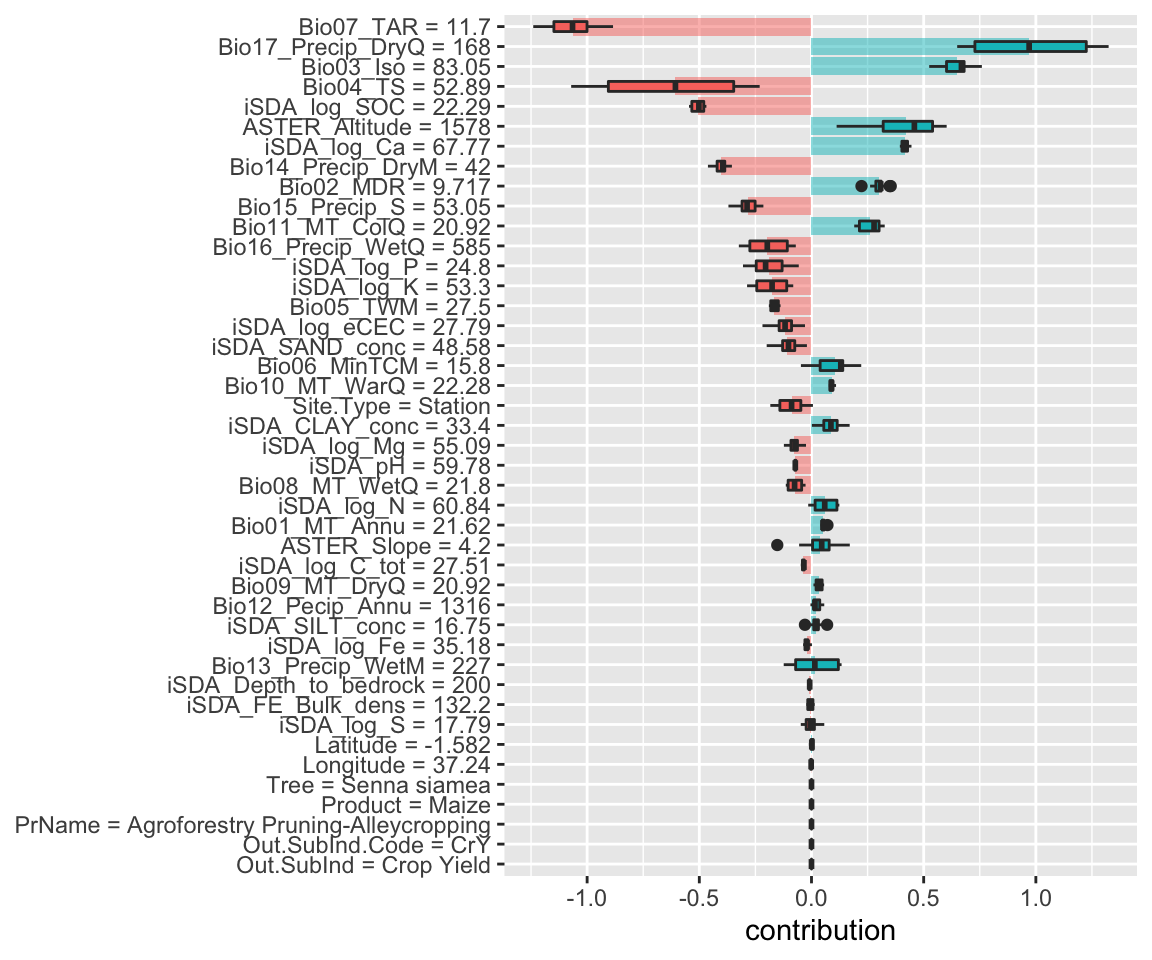 Bio07_TAR = 11.7
Bio17_Precip_DryQ = 168
Bio03_Iso = 83.05
Bio04_TS = 52.89
iSDA_log_SOC = 22.29
ASTER_Altitude = 1578
iSDA_log_Ca = 67.77
Bio14_Precip_DryM = 42
Bio02_MDR = 9.717
Bio15_Precip_S = 53.05
Bio11_MT_ColQ = 20.92
Bio16_Precip_WetQ = 585
iSDA_log_P = 24.8
iSDA_log_K = 53.3
Bio05_TWM = 27.5
iSDA_log_eCEC = 27.79
iSDA_SAND_conc = 48.58
Bio06_MinTCM = 15.8
Bio10_MT_WarQ = 22.28
Site.Type = Station
iSDA_CLAY_conc = 33.4
iSDA_log_Mg = 55.09
iSDA_pH = 59.78
Bio08_MT_WetQ = 21.8
iSDA_log_N = 60.84
Bio01_MT_Annu = 21.62
ASTER_Slope = 4.2
iSDA_log_C_tot = 27.51
Bio09_MT_DryQ = 20.92
Bio12_Pecip_Annu = 1316
iSDA_SILT_conc = 16.75
iSDA_log_Fe = 35.18
Bio13_Precip_WetM = 227
iSDA_Depth_to_bedrock = 200
iSDA_FE_Bulk_dens = 132.2
iSDA_log_S = 17.79
Latitude = -1.582
Longitude = 37.24
Tree = Senna siamea
Product = Maize
PrName = Agroforestry Pruning-Alleycropping
Out.SubInd.Code = CrY
Out.SubInd = Crop Yield
-1.0 -0.5 0.0 0.5 1.0
contribution